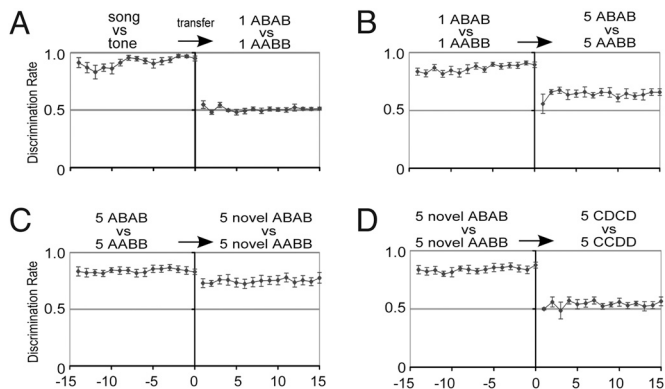 A
song
vs
tone
transfer
1 ABAB
vs
1 AABB
Discrimination Rate
1.0
0.5
0
B
1 ABAB
vs
1 AABB
5 ABAB
vs
5 AABB
1.0
0.5
0
C
5 ABAB
vs
5 AABB
5 novel ABAB
vs
5 novel AABB
Discrimination Rate
1.0
0.5
0
-15
-10
-5
0
5
10
15
D
5 novel ABAB
vs
5 novel AABB
5 CDCD
vs
5 CCDD
1.0
0.5
0
-15
-10
-5
0
5
10
15